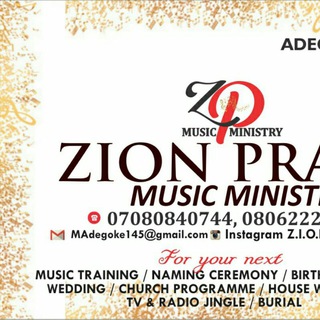 ADEG
ZP
MUSIC MINISTRY
ZION PRA
MUSIC MINIST
07080840744, 0806222
MAdegoke145@gmail.com Instagram Z.I.O.
For your next
MUSIC TRAINING / NAMING CEREMONY / BIRT
WEDDING / CHURCH PROGRAMME / HOUSE W
TV & RADIO JINGLE / BURIAL